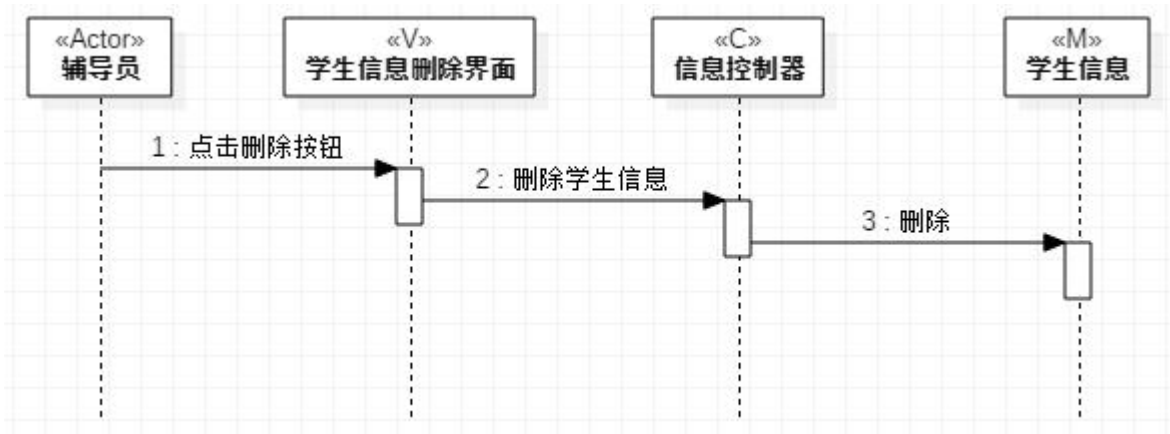 «Actor»
辅导员
«V»
学生信息删除界面
«C»
信息控制器
«M»
学生信息
1 : 点击删除按钮
2 : 删除学生信息
3 : 删除